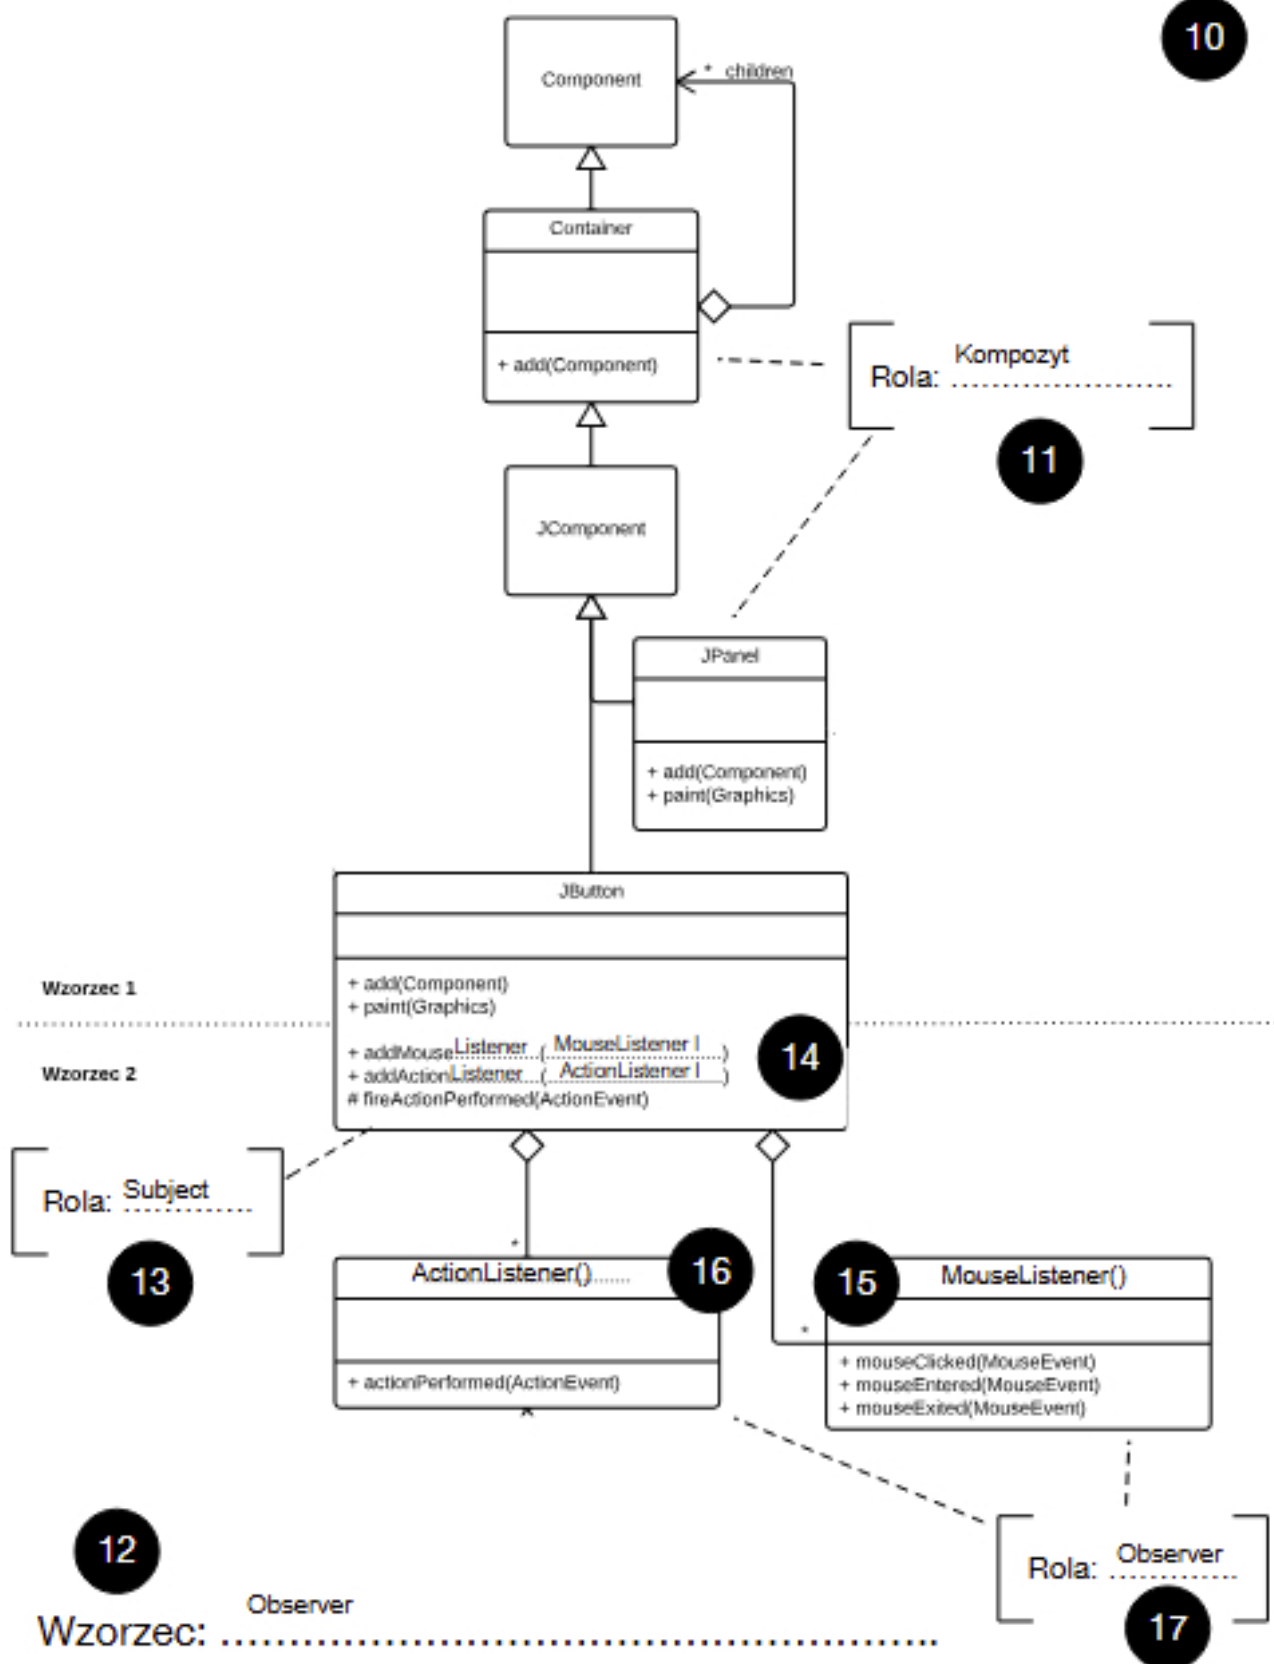 10
Component
* children
Container
+ add(Component)
Kompozyt
Rola: ........................
11
JComponent
JPanel
+ add(Component)
+ paint(Graphics)
JButton
+ add(Component)
+ paint(Graphics)
Wzorzec 1
+ addMouseListener (MouseListener l)
+ addActionListener (ActionListener l)
# fireActionPerformed(ActionEvent)
14
Wzorzec 2
Rola: Subject
13
*
ActionListener().......
16
+ actionPerformed(ActionEvent)
15
MouseListener()
*
+ mouseClicked(MouseEvent)
+ mouseEntered(MouseEvent)
+ mouseExited(MouseEvent)
12
Observer
Wzorzec: ................................................
Rola: Observer
17